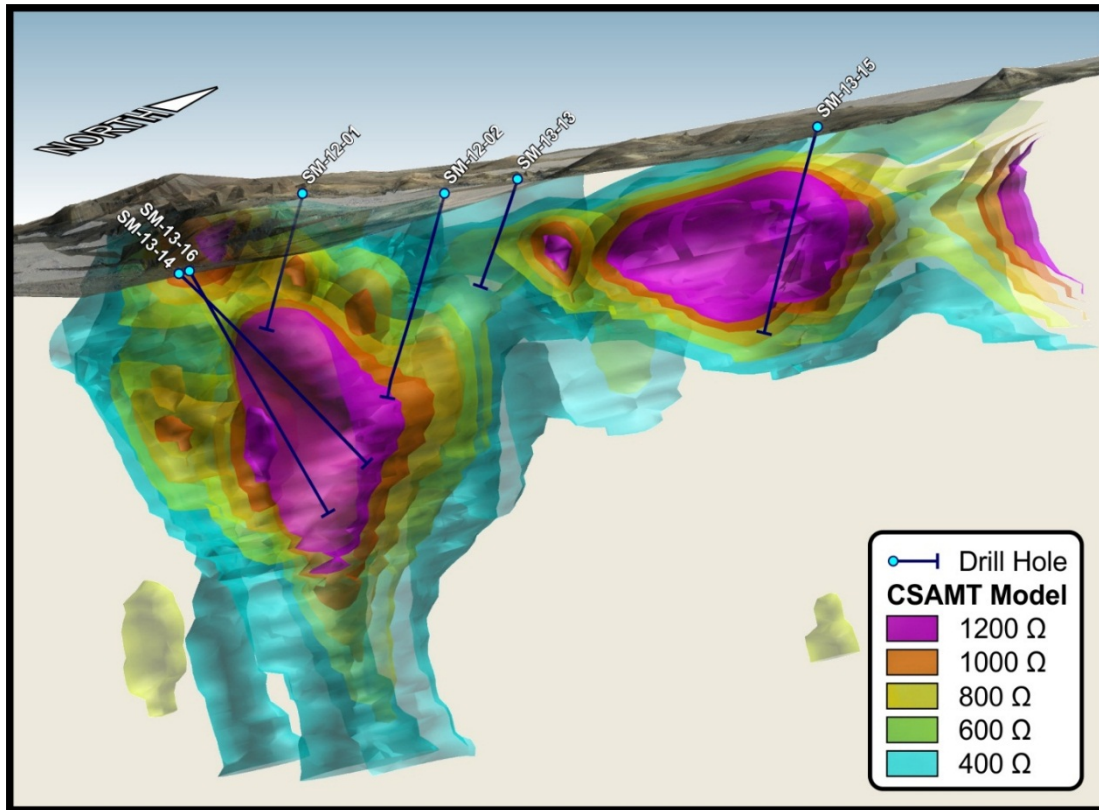 NORTH
SM-12-01
SM-12-02
SM-13-13
SM-13-15
SM-13-16
SM-13-14
Drill Hole
CSAMT Model
1200 Ω
1000 Ω
800 Ω
600 Ω
400 Ω